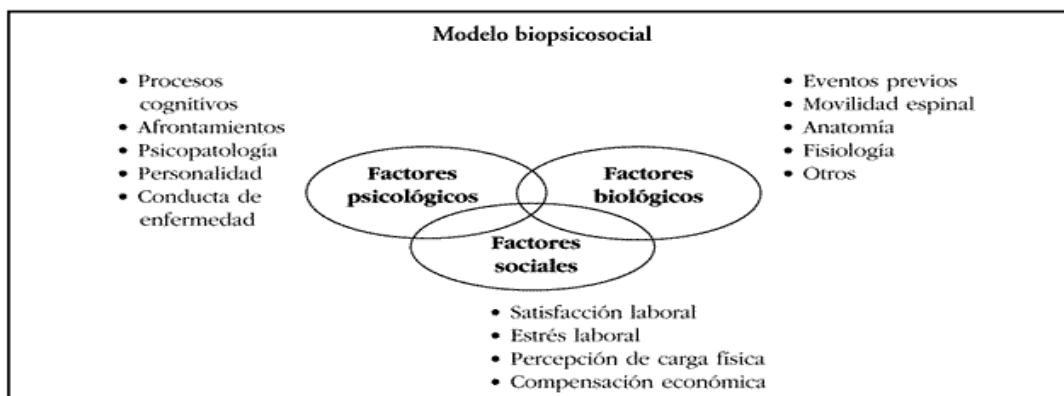 Modelo biopsicosocial
• Procesos
cognitivos
• Afrontamientos
• Psicopatología
• Personalidad
• Conducta de
enfermedad
Factores
psicológicos
Factores
biológicos
• Eventos previos
• Movilidad espinal
• Anatomía
• Fisiología
• Otros
Factores
sociales
• Satisfacción laboral
• Estrés laboral
• Percepción de carga física
• Compensación económica